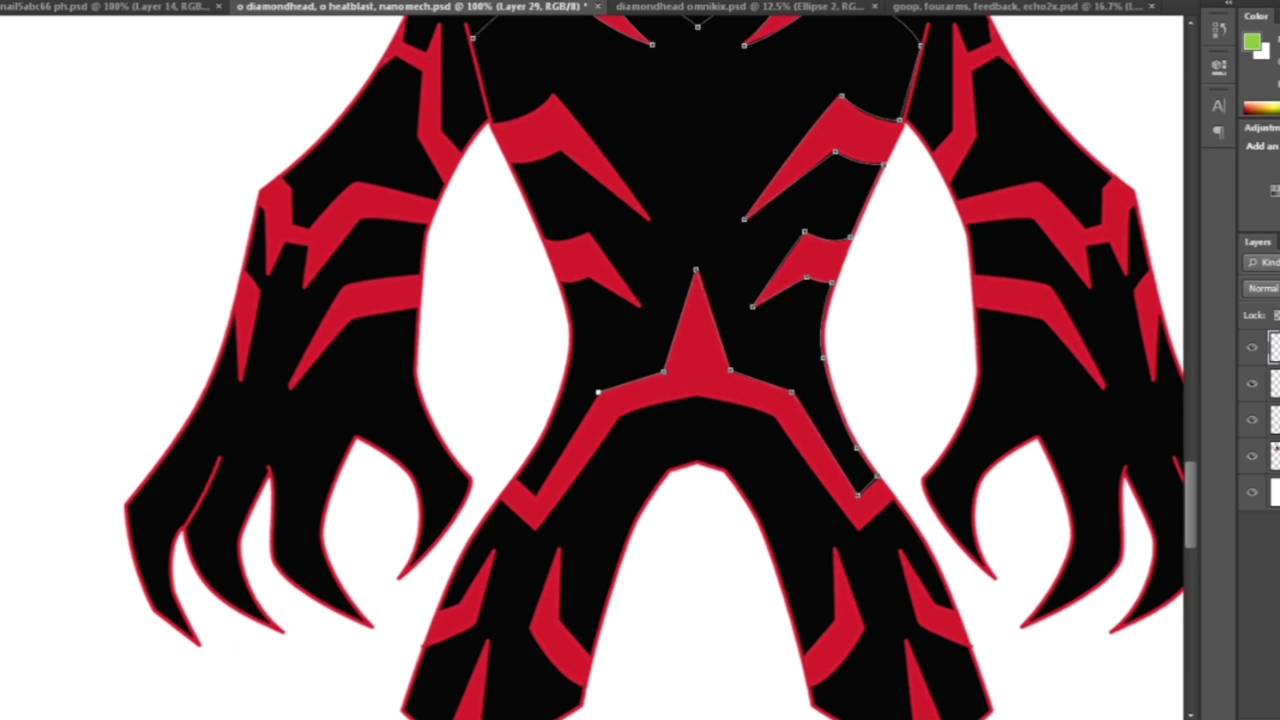 nail5abc66 ph.psd @ 100% (Layer 14, RG... ×
o diamondhead, o heatblast, nanomech.psd @ 100% (Layer 29, RGB/8) * ×
diamondhead omnikix.psd @ 12.5% (Ellipse 2, RG... ×
goop, fourarms, feedback, echo2x.psd @ 16.7% (L... ×
Color
Adjustm
Add an
Layers
Kind
Normal
Lock: